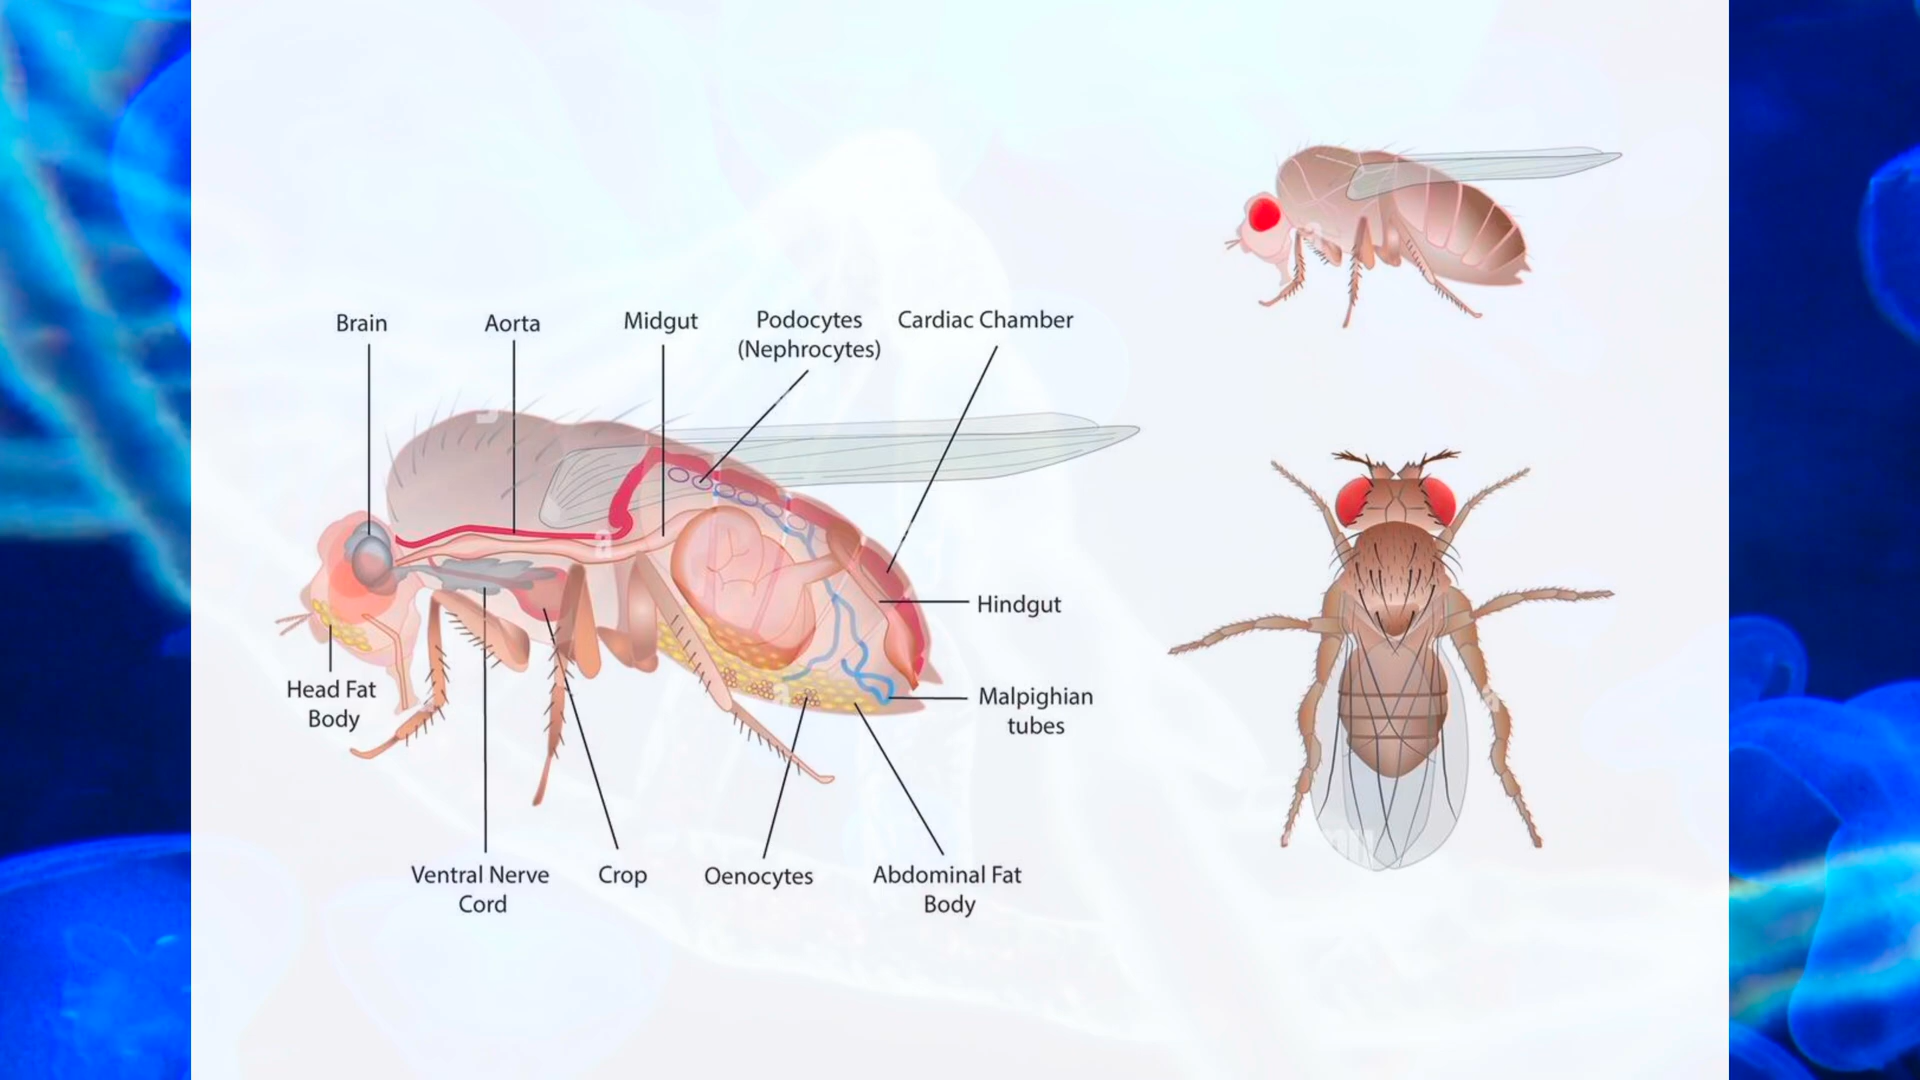 Brain
Aorta
Midgut
Podocytes
(Nephrocytes)
Cardiac Chamber
Hindgut
Malpighian
tubes
Head Fat
Body
Ventral Nerve
Cord
Crop
Oenocytes
Abdominal Fat
Body
a